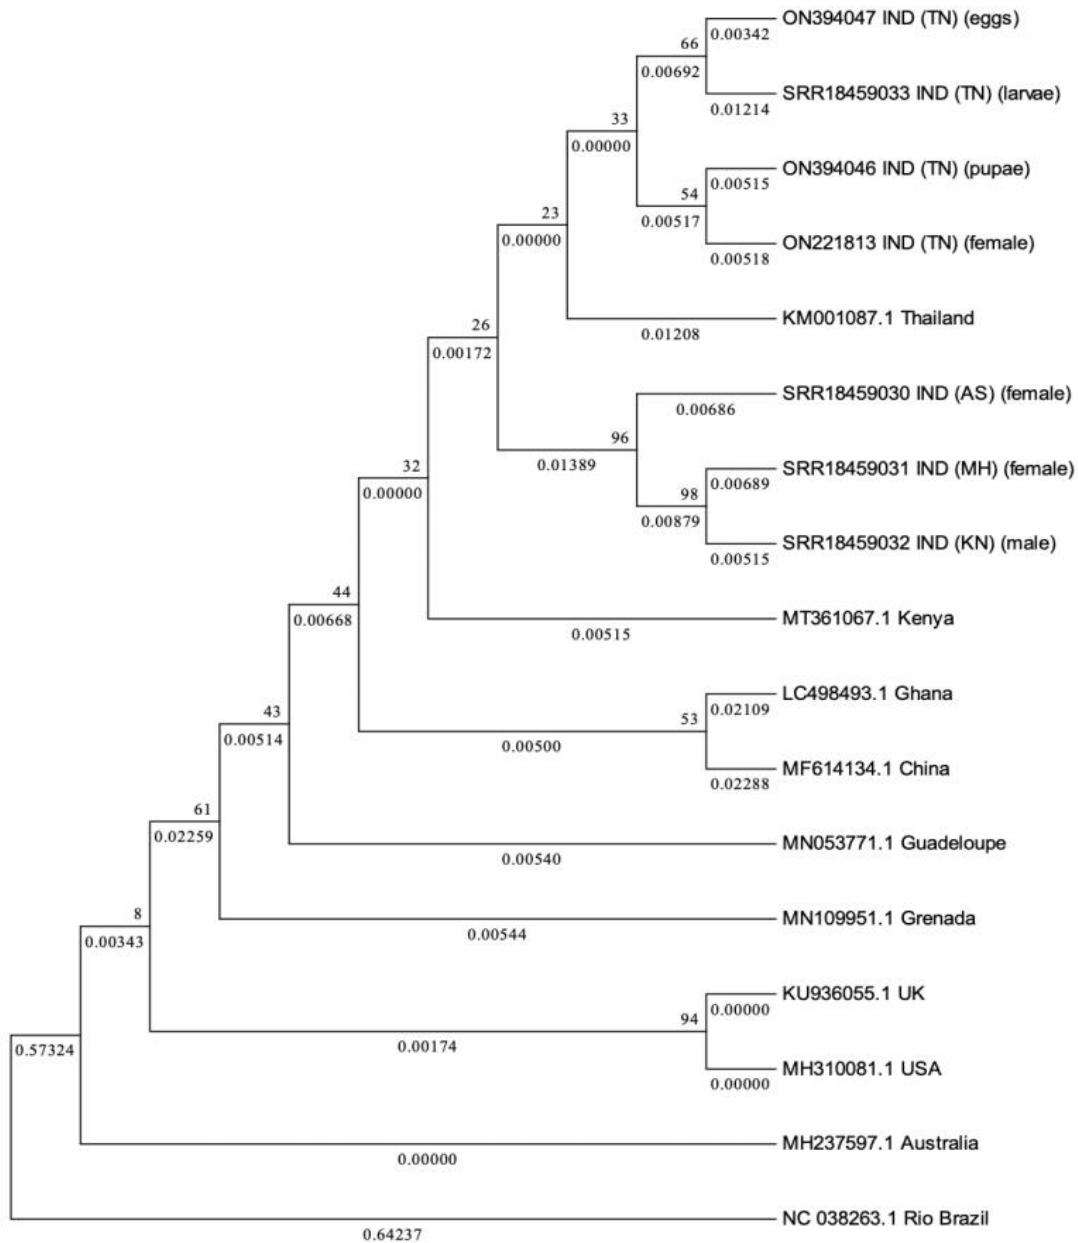 ON394047 IND (TN) (eggs)
0.00342
66
0.00692
SRR18459033 IND (TN) (larvae)
0.01214
33
0.00000
ON394046 IND (TN) (pupae)
0.00515
54
0.00517
ON221813 IND (TN) (female)
0.00518
23
0.00000
KM001087.1 Thailand
0.01208
26
0.00172
SRR18459030 IND (AS) (female)
0.00686
96
0.01389
SRR18459031 IND (MH) (female)
0.00689
98
0.00879
SRR18459032 IND (KN) (male)
0.00515
32
0.00000
MT361067.1 Kenya
0.00515
44
0.00668
LC498493.1 Ghana
0.02109
53
0.00500
MF614134.1 China
0.02288
43
0.00514
MN053771.1 Guadeloupe
0.00540
61
0.02259
MN109951.1 Grenada
0.00544
8
0.00343
KU936055.1 UK
0.00000
94
0.00174
MH310081.1 USA
0.00000
0.57324
MH237597.1 Australia
0.00000
NC 038263.1 Rio Brazil
0.64237